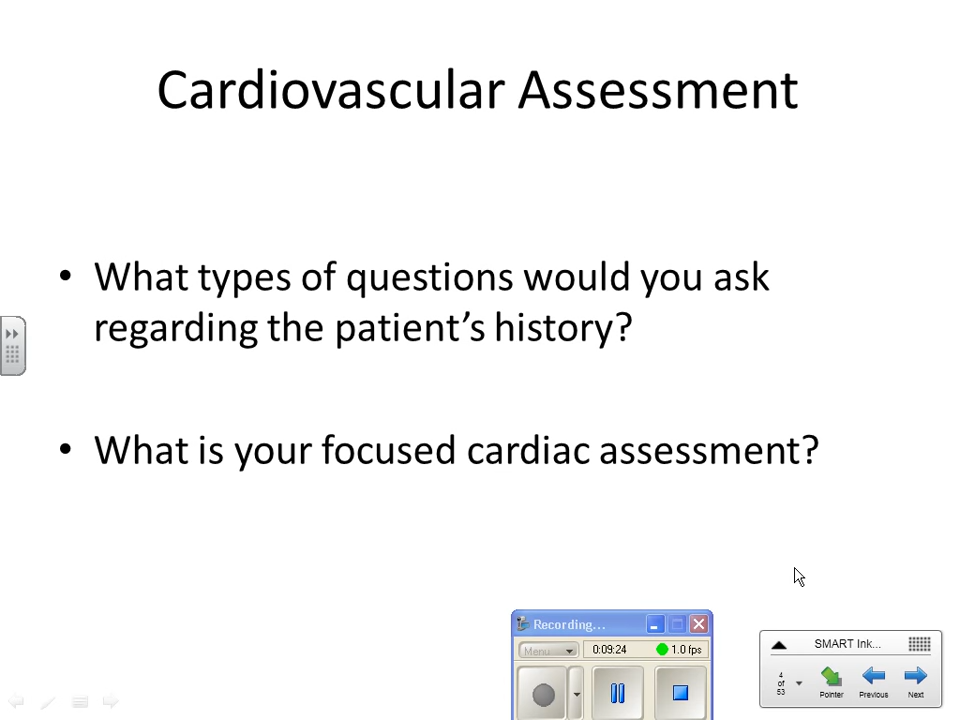 Cardiovascular Assessment
• What types of questions would you ask
regarding the patient’s history?
• What is your focused cardiac assessment?
Recording...
Menu
0:09:24
1.0 fps
SMART Ink...
4
of
53
Pointer
Previous
Next